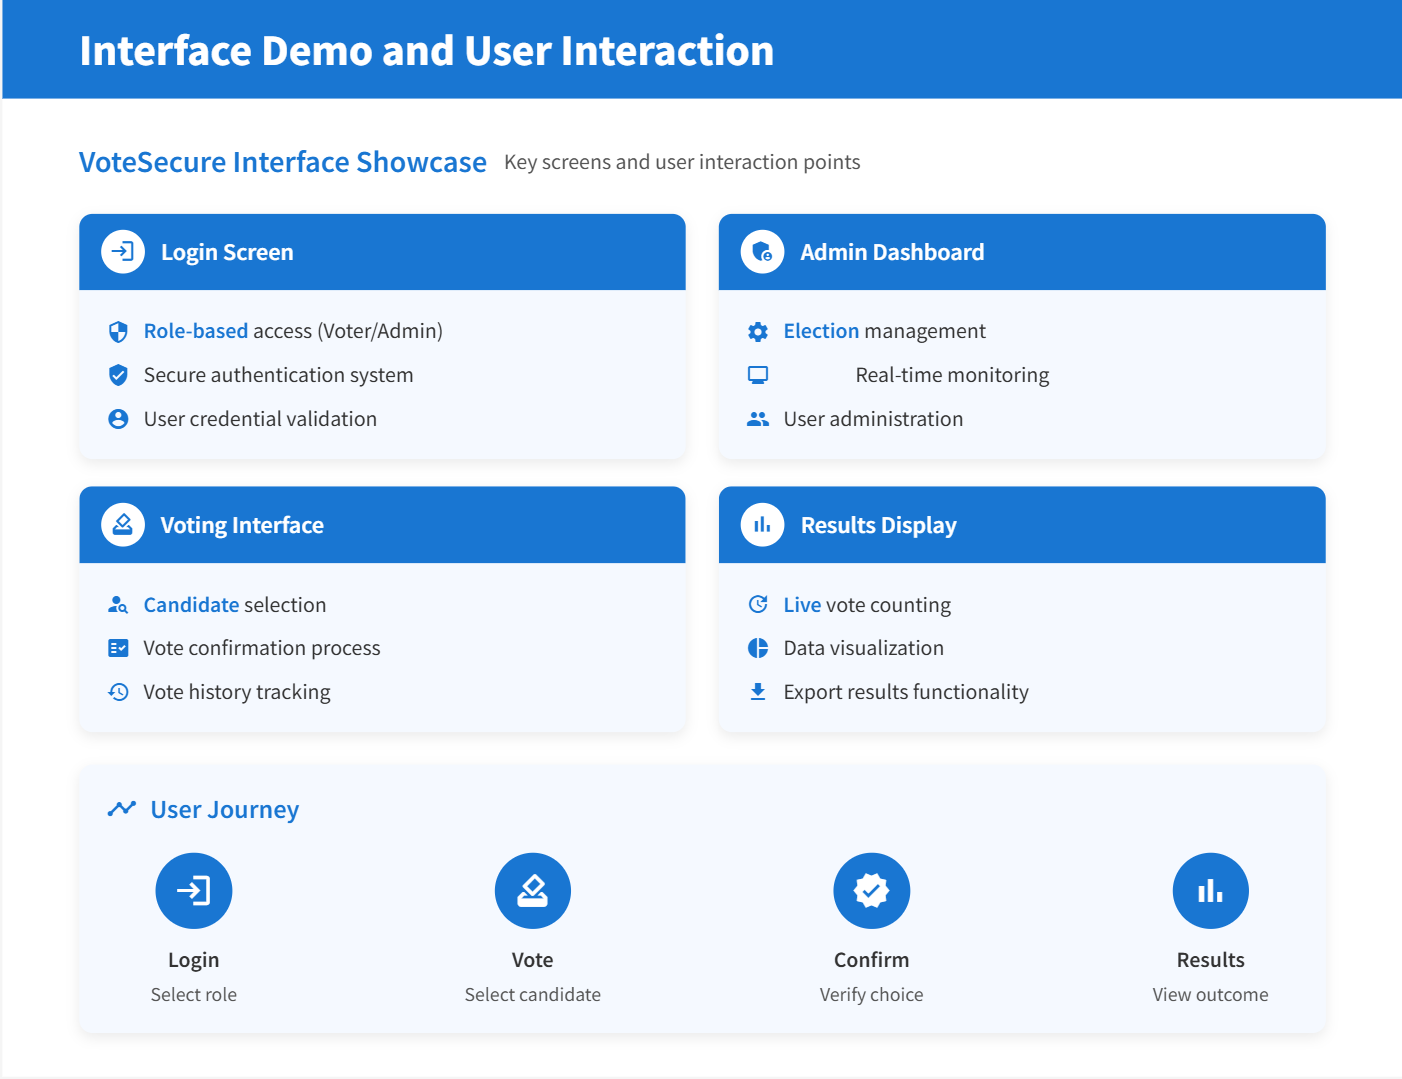 Interface Demo and User Interaction
VoteSecure Interface Showcase Key screens and user interaction points
Login Screen
Role-based access (Voter/Admin)
Secure authentication system
User credential validation
Admin Dashboard
Election management
Real-time monitoring
User administration
Voting Interface
Candidate selection
Vote confirmation process
Vote history tracking
Results Display
Live vote counting
Data visualization
Export results functionality
User Journey
Login
Select role
Vote
Select candidate
Confirm
Verify choice
Results
View outcome